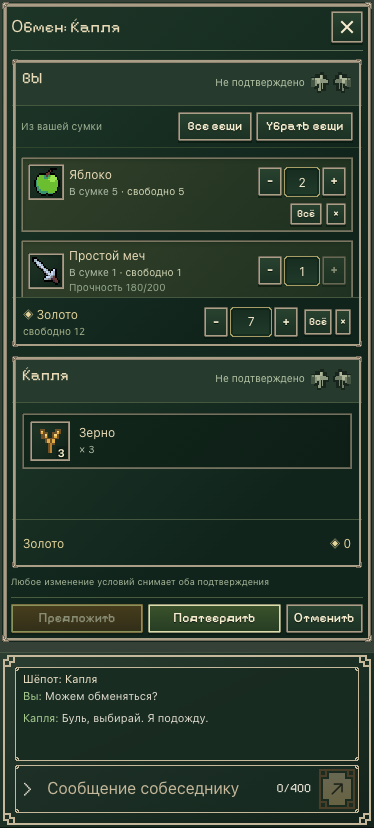 Обмен: Капля
×
ВЫ
Не подтверждено
Из вашей сумки
Все вещи
Убрать вещи
Яблоко
В сумке 5 · свободно 5
- 2 +
Всё ×
Простой меч
В сумке 1 · свободно 1
Прочность 180/200
- 1 +
Золото
свободно 12
- 7 + Всё ×
Капля
Не подтверждено
3
Зерно
× 3
Золото
0
Любое изменение условий снимает оба подтверждения
Предложить
Подтвердить
Отменить
Шёпот: Капля
Вы: Можем обменяться?
Капля: Буль, выбирай. Я подожду.
Сообщение собеседнику
0/400